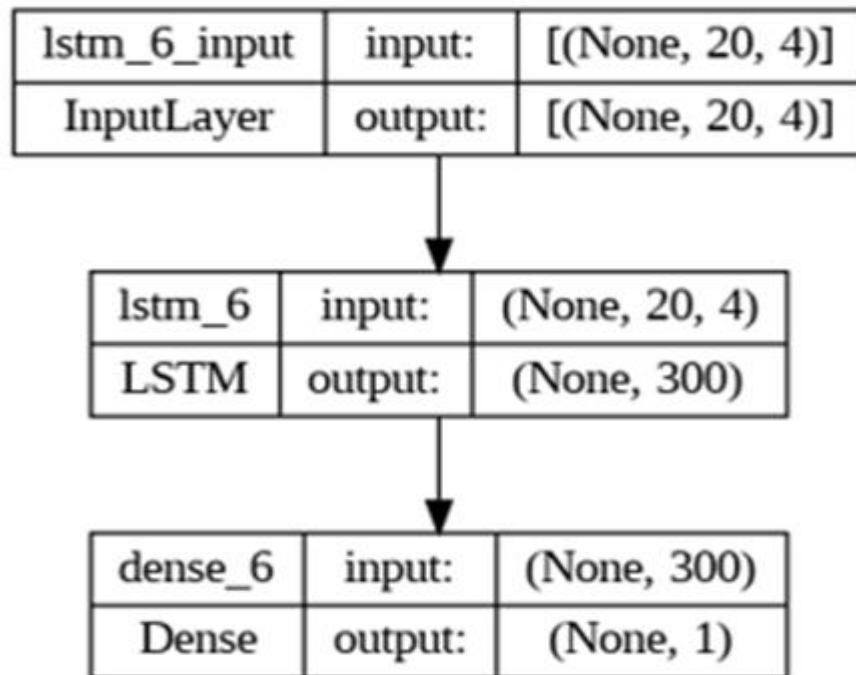 lstm_6_input input: [(None, 20, 4)]
InputLayer output: [(None, 20, 4)]
lstm_6 input: (None, 20, 4)
LSTM output: (None, 300)
dense_6 input: (None, 300)
Dense output: (None, 1)